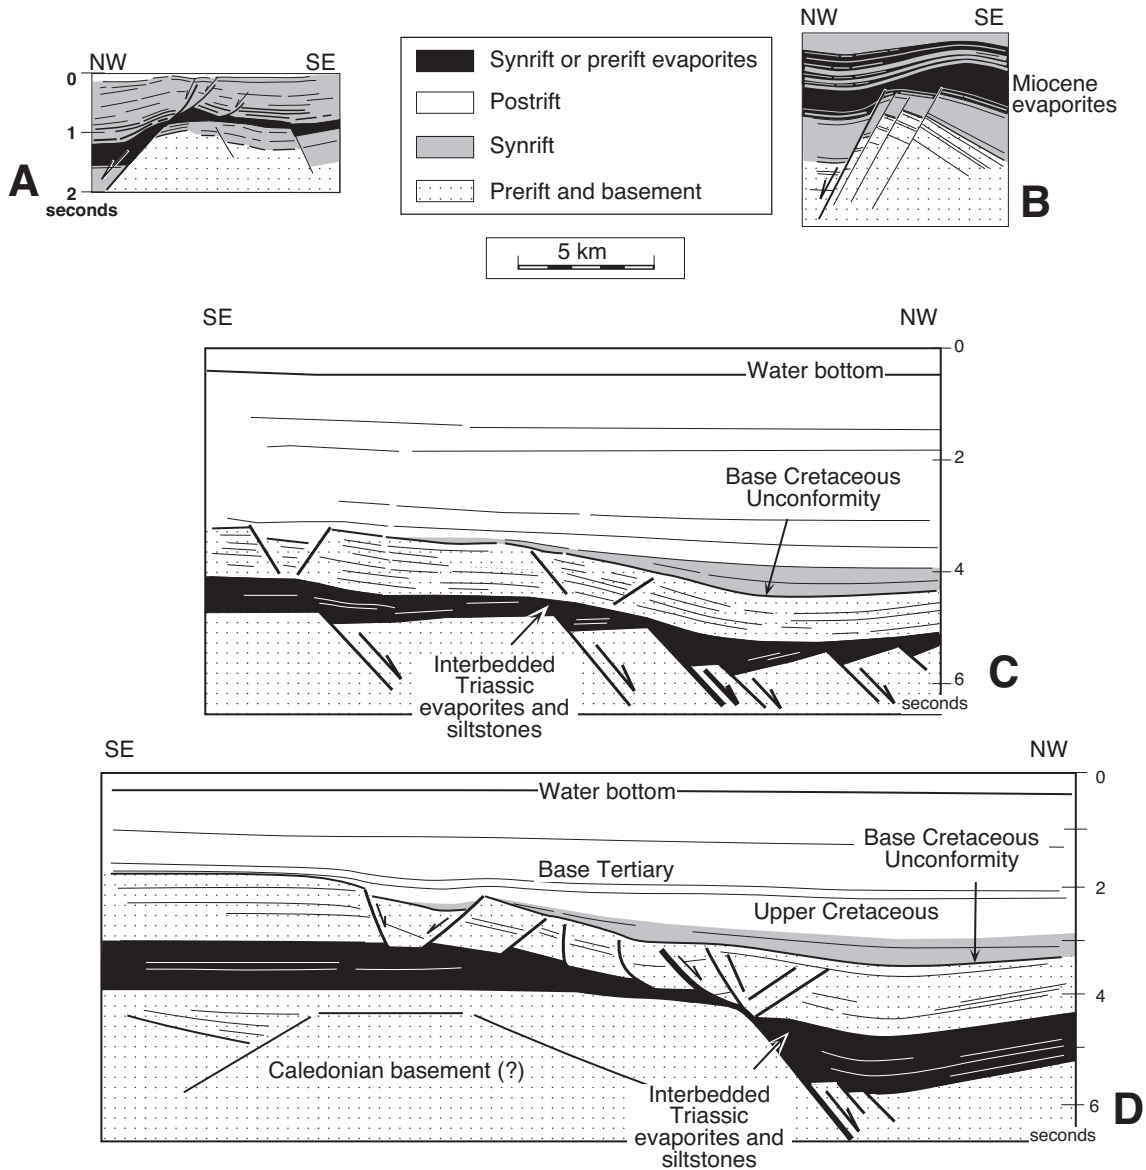 NW
SE
0
1
2
seconds
A
Synrift or prerift evaporites
Postrift
Synrift
Prerift and basement
5 km
NW
SE
Miocene
evaporites
B
SE
NW
0
Water bottom
2
Base Cretaceous
Unconformity
4
Interbedded
Triassic
evaporites and
siltstones
6
seconds
C
SE
NW
0
Water bottom
Base Cretaceous
Unconformity
Base Tertiary
2
Upper Cretaceous
4
Caledonian basement (?)
Interbedded
Triassic
evaporites and
siltstones
6
seconds
D